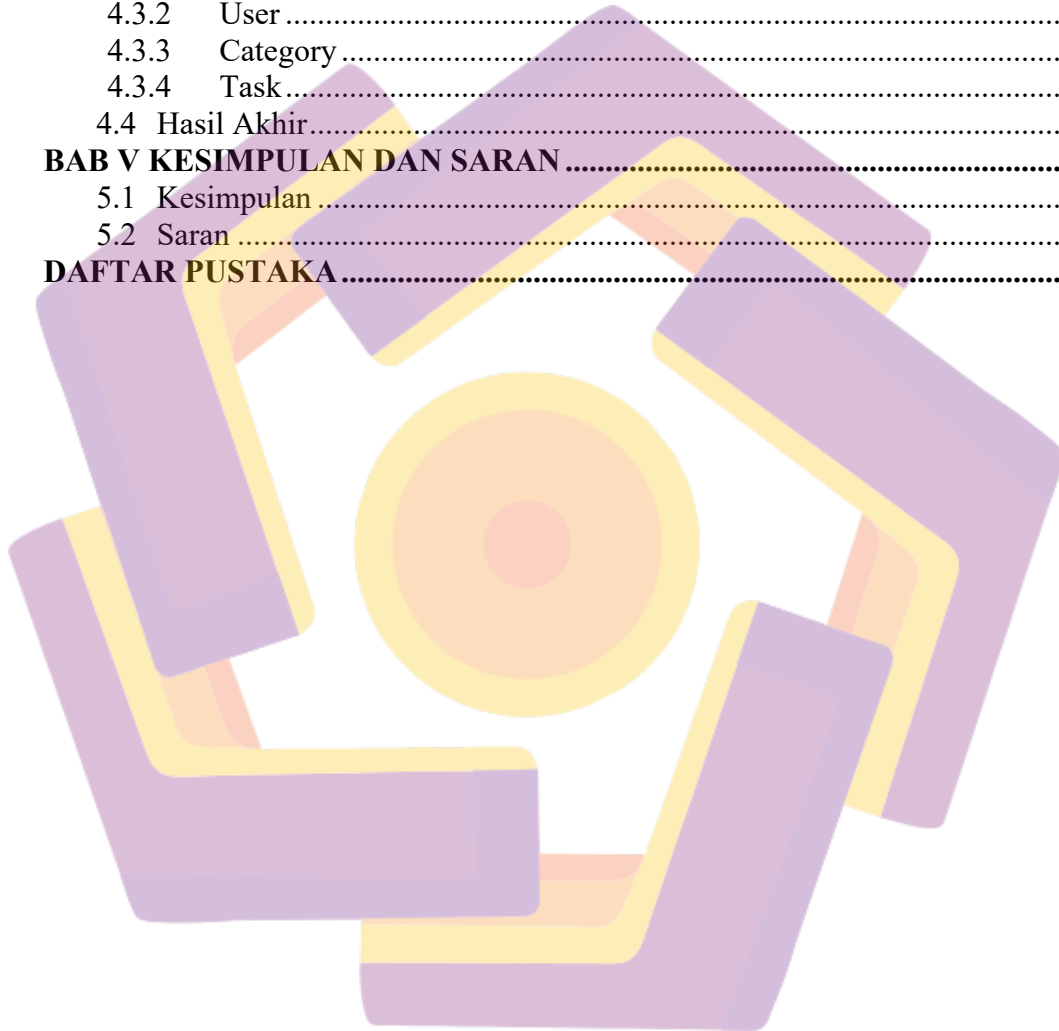 4.3.2 User ........................................................................................................
4.3.3 Category .................................................................................................
4.3.4 Task ........................................................................................................
4.4 Hasil Akhir ....................................................................................................
BAB V KESIMPULAN DAN SARAN .................................................................
5.1 Kesimpulan ...................................................................................................
5.2 Saran .............................................................................................................
DAFTAR PUSTAKA ............................................................................................